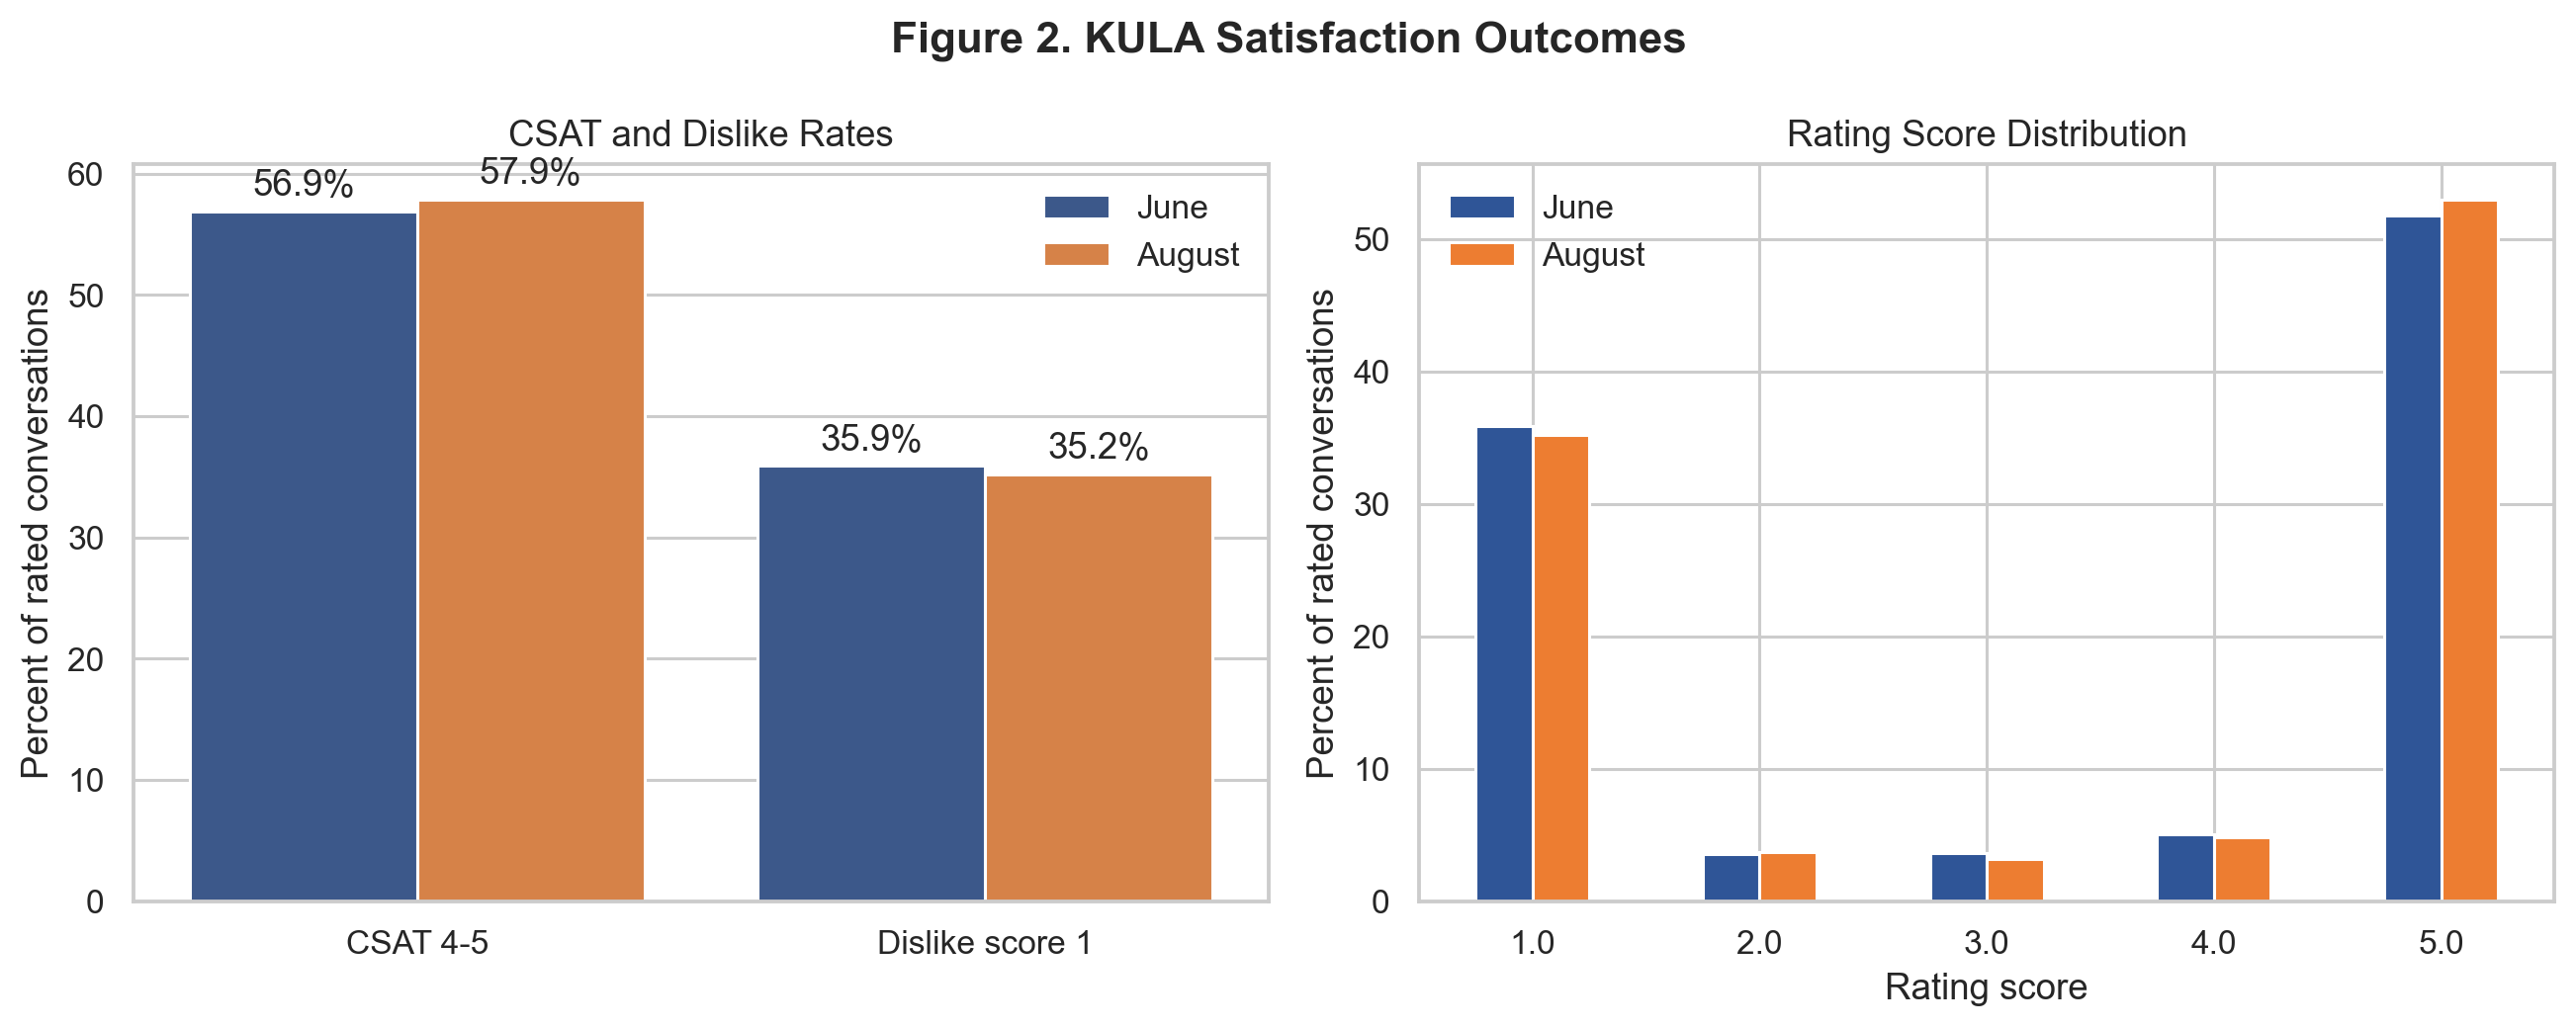 Figure 2. KULA Satisfaction Outcomes
CSAT and Dislike Rates
Percent of rated conversations
60
50
40
30
20
10
0
56.9%
57.9%
35.9%
35.2%
June
August
CSAT 4-5
Dislike score 1
Rating Score Distribution
Percent of rated conversations
50
40
30
20
10
0
June
August
1.0
2.0
3.0
4.0
5.0
Rating score